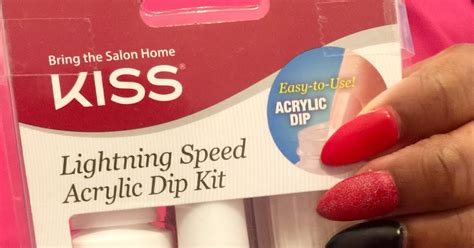 Bring the Salon Home
KISS
Easy-to-Use!
ACRYLIC
DIP
Lightning Speed
Acrylic Dip Kit